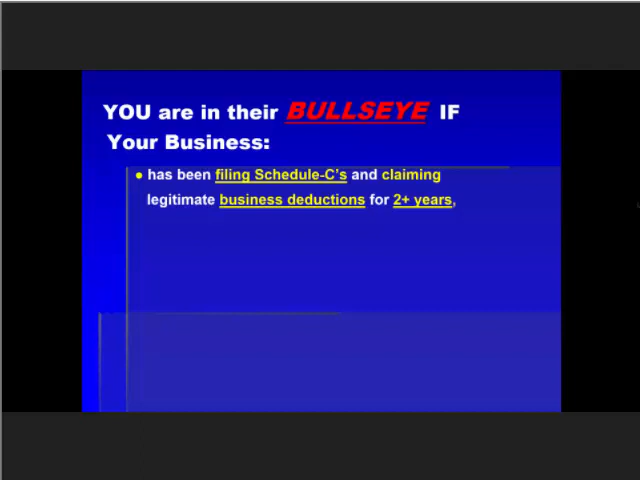 YOU are in their BULLSEYE IF
Your Business:
● has been filing Schedule-C's and claiming
legitimate business deductions for 2+ years,